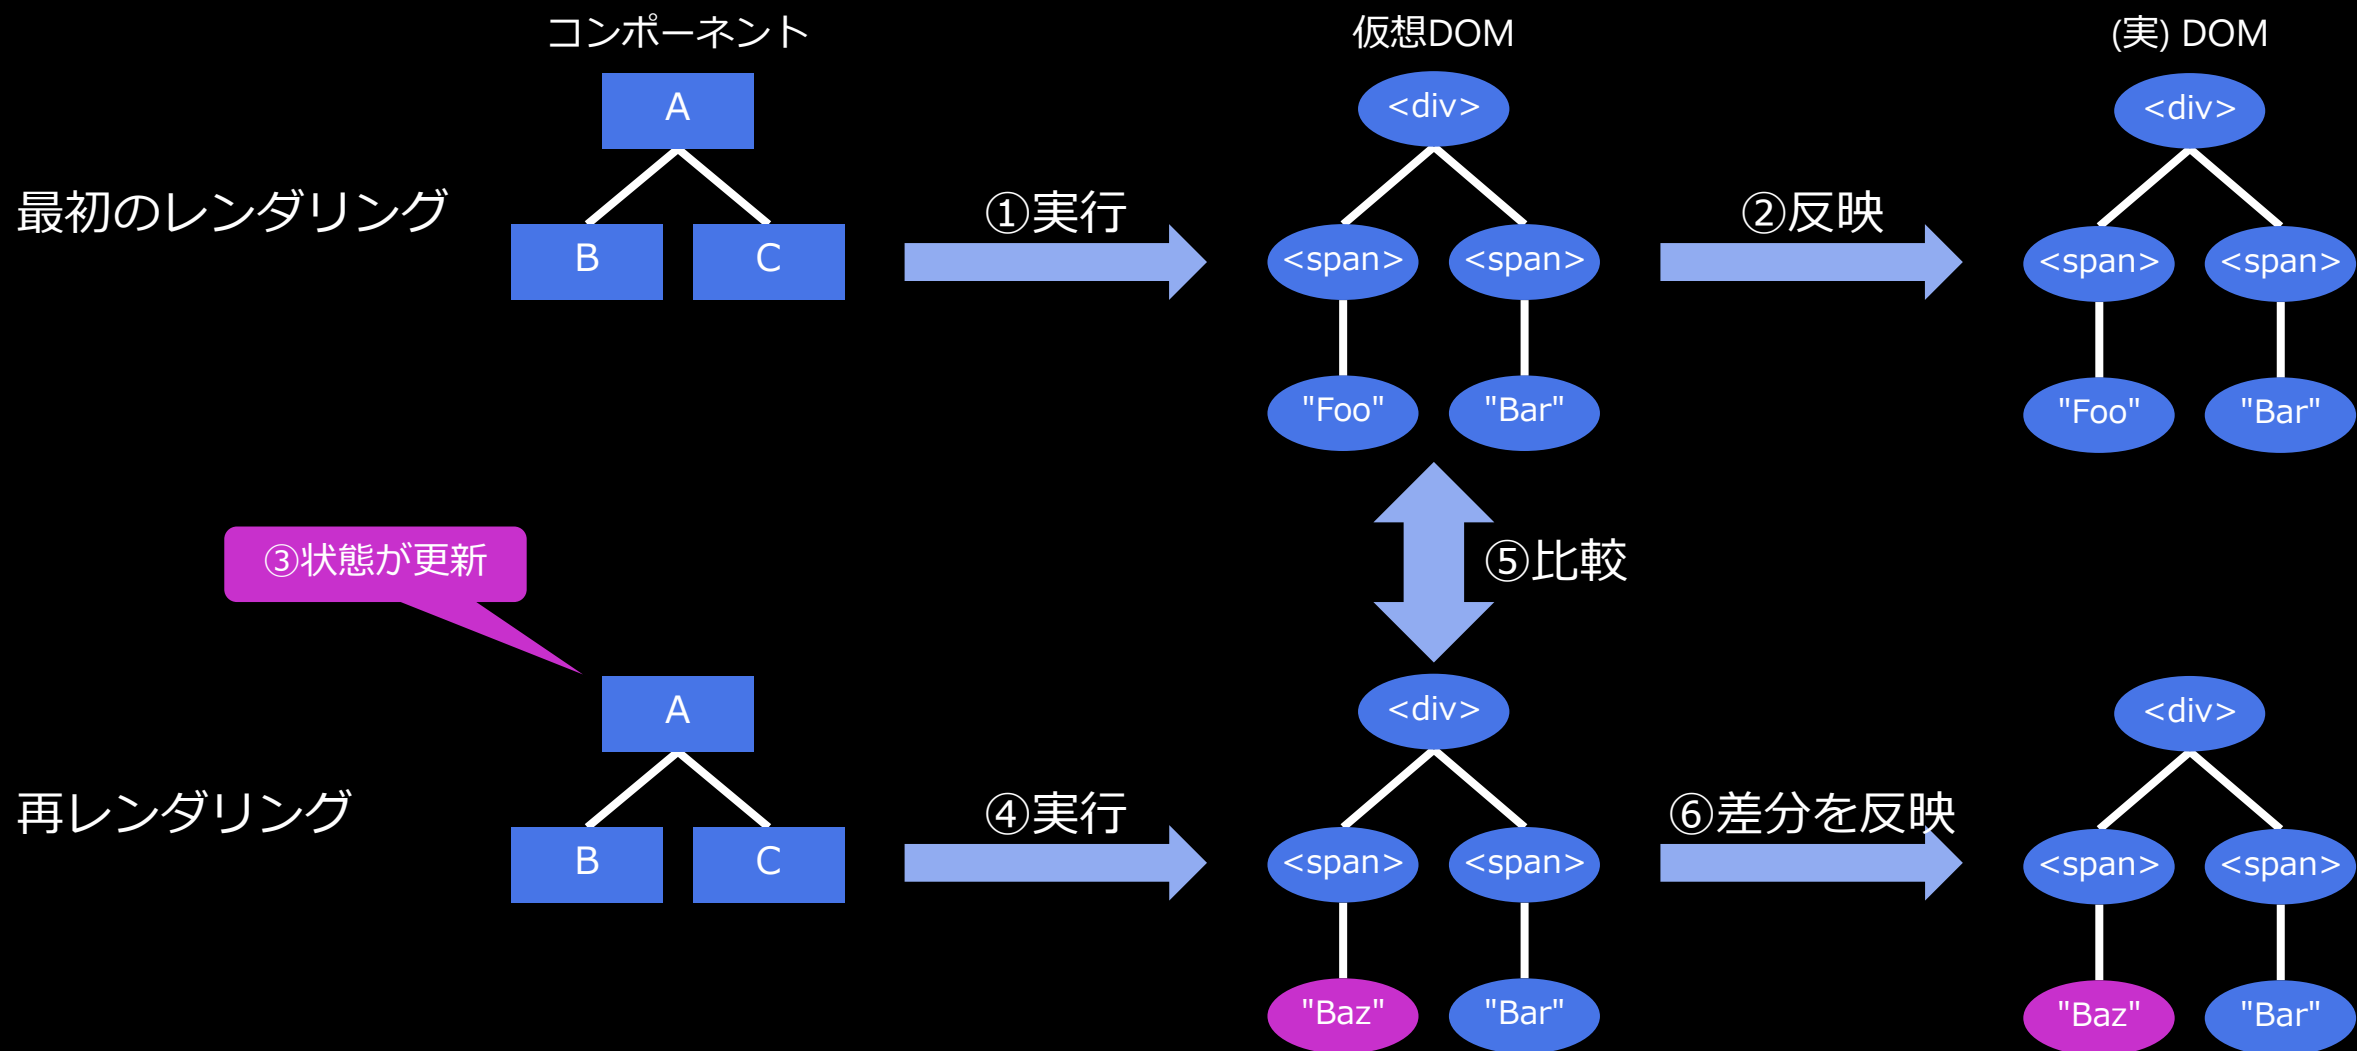 コンポーネント
仮想DOM
(実) DOM
A
<div>
<div>
最初のレンダリング
①実行
②反映
B
C
<span>
<span>
<span>
<span>
"Foo"
"Bar"
"Foo"
"Bar"
③状態が更新
⑤比較
A
<div>
<div>
再レンダリング
④実行
⑥差分を反映
B
C
<span>
<span>
<span>
<span>
"Baz"
"Bar"
"Baz"
"Bar"